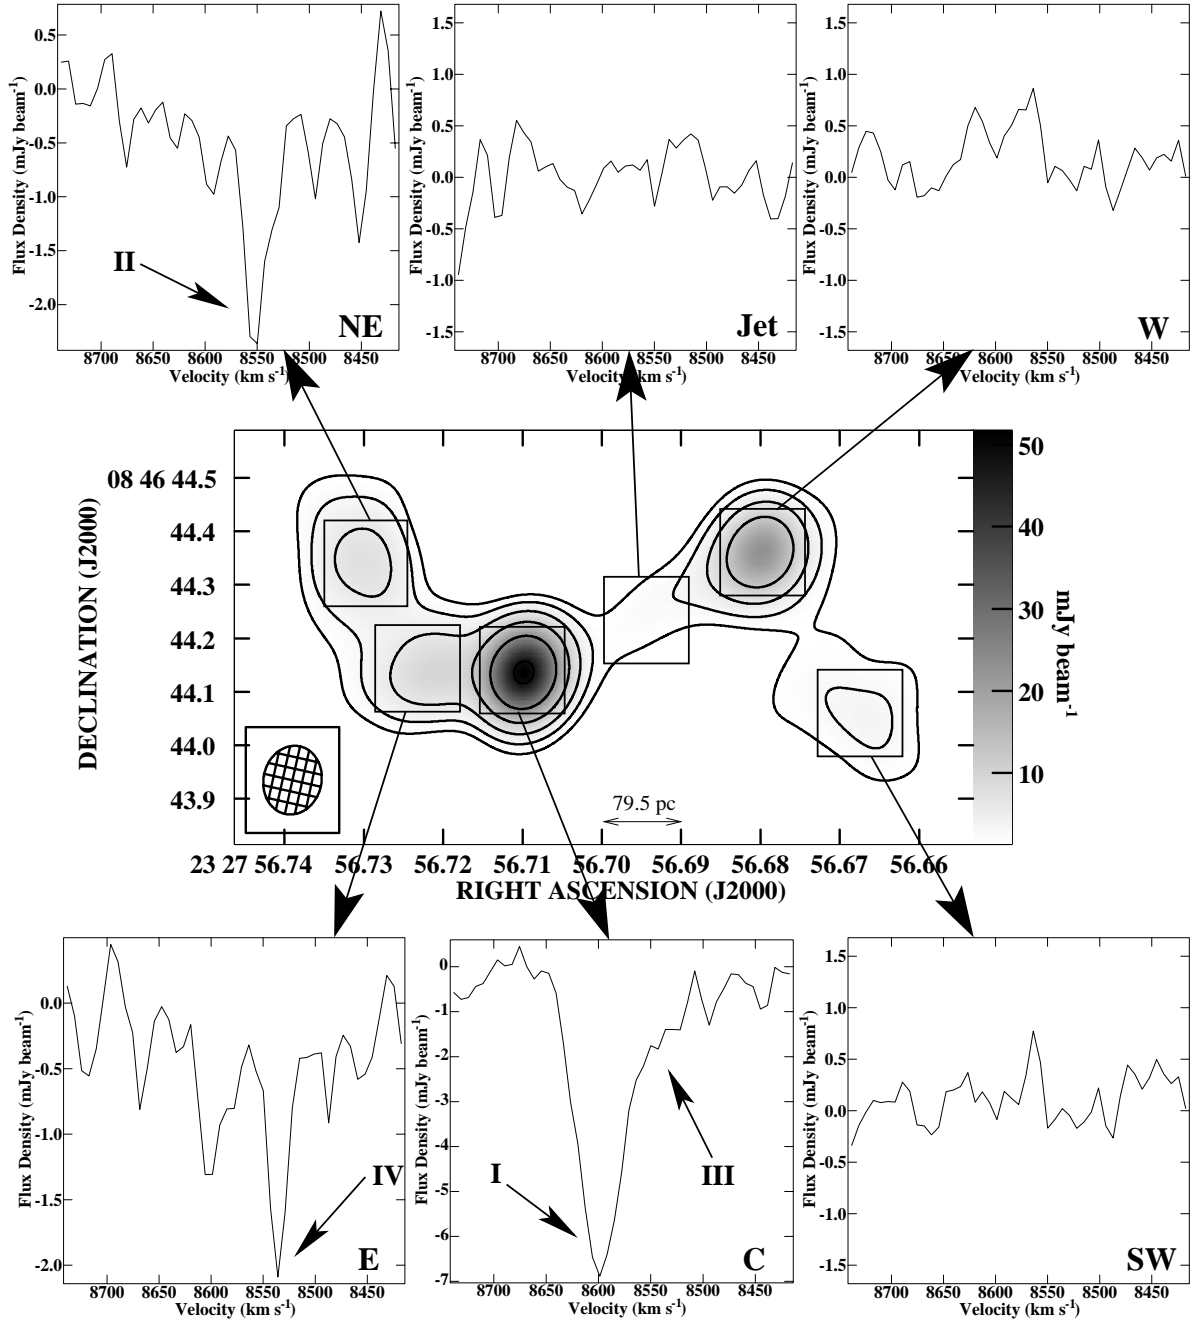 0.5
0.0
-0.5
-1.0
-1.5
-2.0
Flux Density (mJy beam-1)
II
NE
8700 8650 8600 8550 8500 8450
Velocity (km s-1)
1.5
1.0
0.5
0.0
-0.5
-1.0
-1.5
Flux Density (mJy beam-1)
Jet
8700 8650 8600 8550 8500 8450
Velocity (km s-1)
1.5
1.0
0.5
0.0
-0.5
-1.0
-1.5
Flux Density (mJy beam-1)
W
8700 8650 8600 8550 8500 8450
Velocity (km s-1)
DECLINATION (J2000)
08 46 44.5
44.4
44.3
44.2
44.1
44.0
43.9
79.5 pc
23 27 56.74 56.73 56.72 56.71 56.70 56.69 56.68 56.67 56.66
RIGHT ASCENSION (J2000)
50
40
30
20
10
mJy beam-1
0.0
-0.5
-1.0
-1.5
-2.0
Flux Density (mJy beam-1)
IV
E
8700 8650 8600 8550 8500 8450
Velocity (km s-1)
0
-1
-2
-3
-4
-5
-6
-7
Flux Density (mJy beam-1)
I
III
C
8700 8650 8600 8550 8500 8450
Velocity (km s-1)
1.5
1.0
0.5
0.0
-0.5
-1.0
-1.5
Flux Density (mJy beam-1)
SW
8700 8650 8600 8550 8500 8450
Velocity (km s-1)